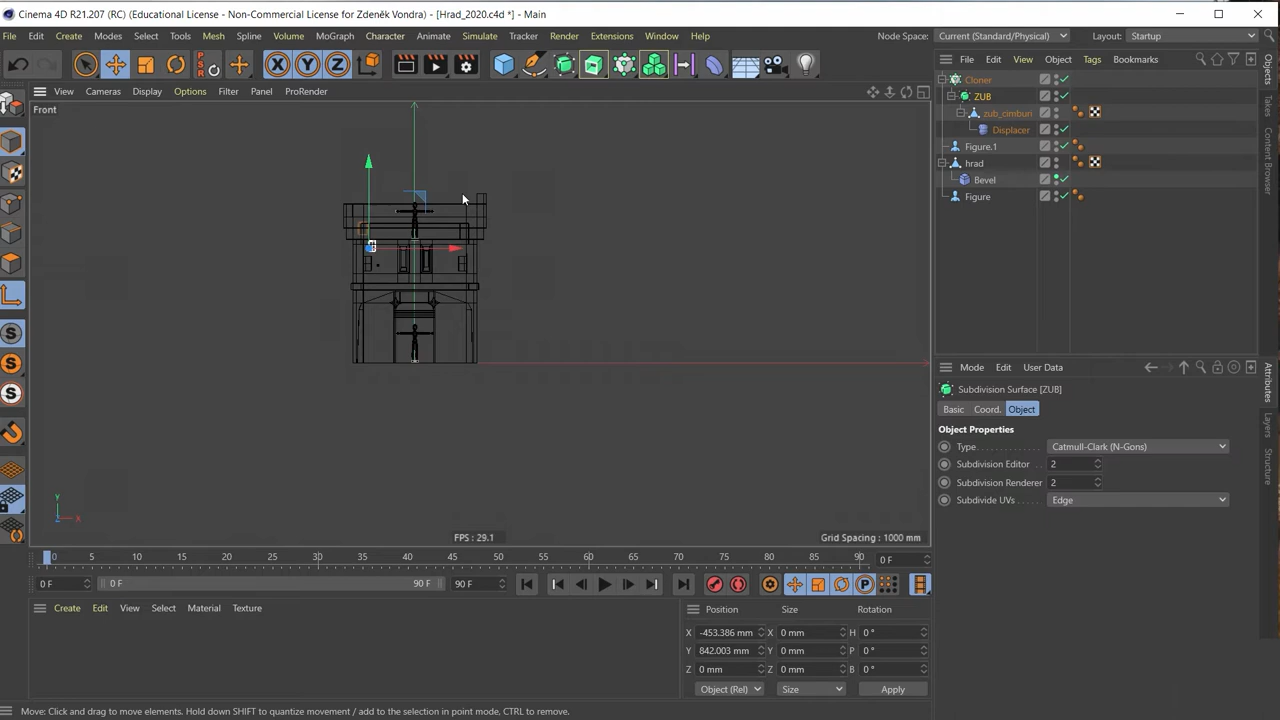 Cinema 4D R21.207 (Educational License - Non-Commercial License for Zdeněk Vondra) - [Hrad_2020.c4d *] - Main
File Edit Create Modes Select Tools Mesh Spline Volume MoGraph Character Animate Simulate Tracker Render Extensions Window Help Node Space: Current (Standard/Physical) Layout: Startup
X Y Z
PSR
File Edit View Object Tags Bookmarks
View Cameras Display Options Filter Panel ProRender
Front
Cloner
ZUB
zub_cimburi
Displacer
Figure.1
hrad
Bevel
Figure
Objects
Takes
Content Browser
Mode Edit User Data
Subdivision Surface [ZUB]
Basic Coord. Object
Object Properties
Type Catmull-Clark (N-Gons)
Subdivision Editor 2
Subdivision Renderer 2
Subdivide UVs Edge
Attributes
Layers
Structure
S
S
S
Y
Z X
FPS : 29.1
Grid Spacing : 1000 mm
0 5 10 15 20 25 30 35 40 45 50 55 60 65 70 75 80 85 90 0 F
0 F 0 F 90 F 90 F
P
Create Edit View Select Material Texture
Position Size Rotation
X -453.386 mm X 0 mm H 0 °
Y 842.003 mm Y 0 mm P 0 °
Z 0 mm Z 0 mm B 0 °
Object (Rel) Size Apply
Move: Click and drag to move elements. Hold down SHIFT to quantize movement / add to the selection in point mode, CTRL to remove.